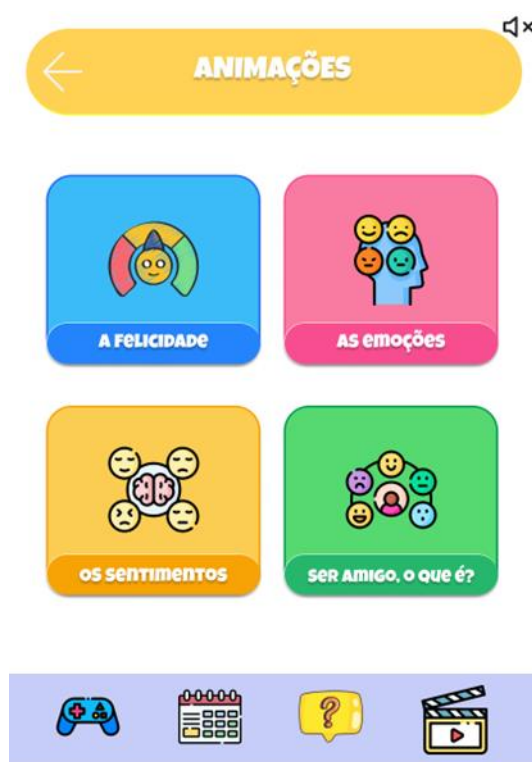 ANIMAÇÕES
A FELICIDADE
AS EMOÇÕES
OS SENTIMENTOS
SER AMIGO, O QUE É?
?